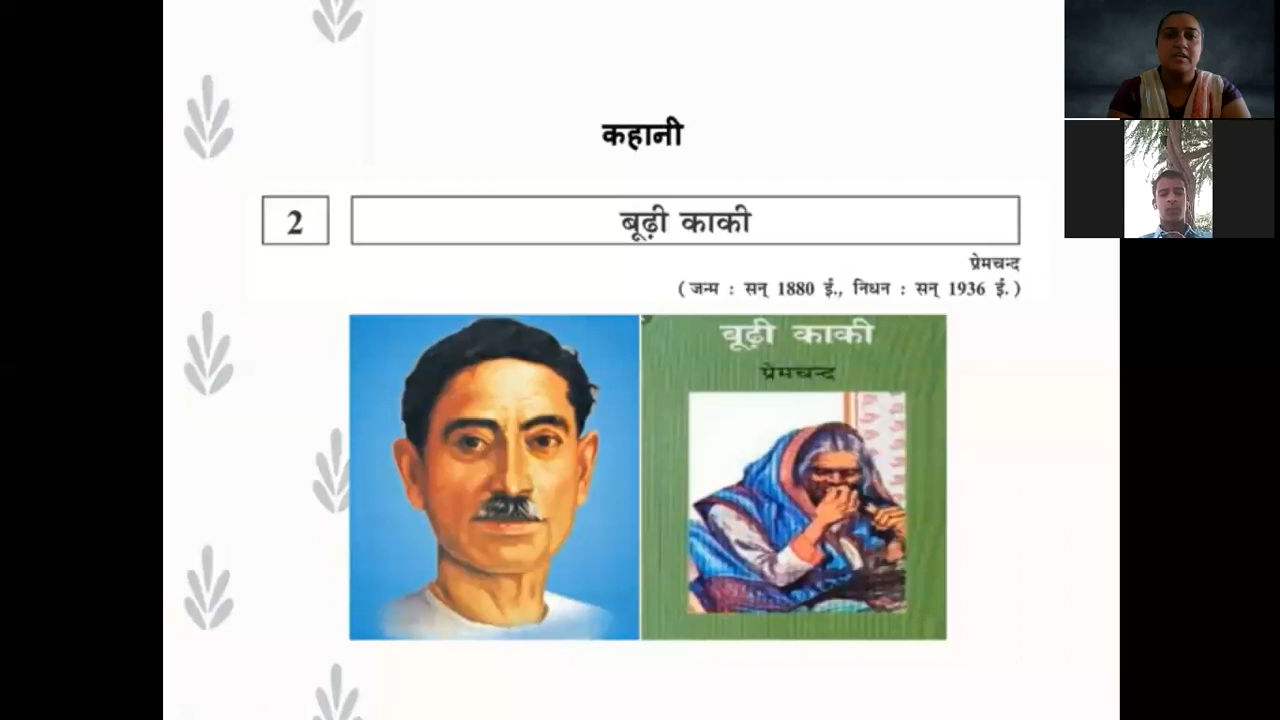 कहानी
2
बूढ़ी काकी
प्रेमचन्द
( जन्म : सन् 1880 ई., निधन : सन् 1936 ई. )
बूढ़ी काकी
प्रेमचन्द